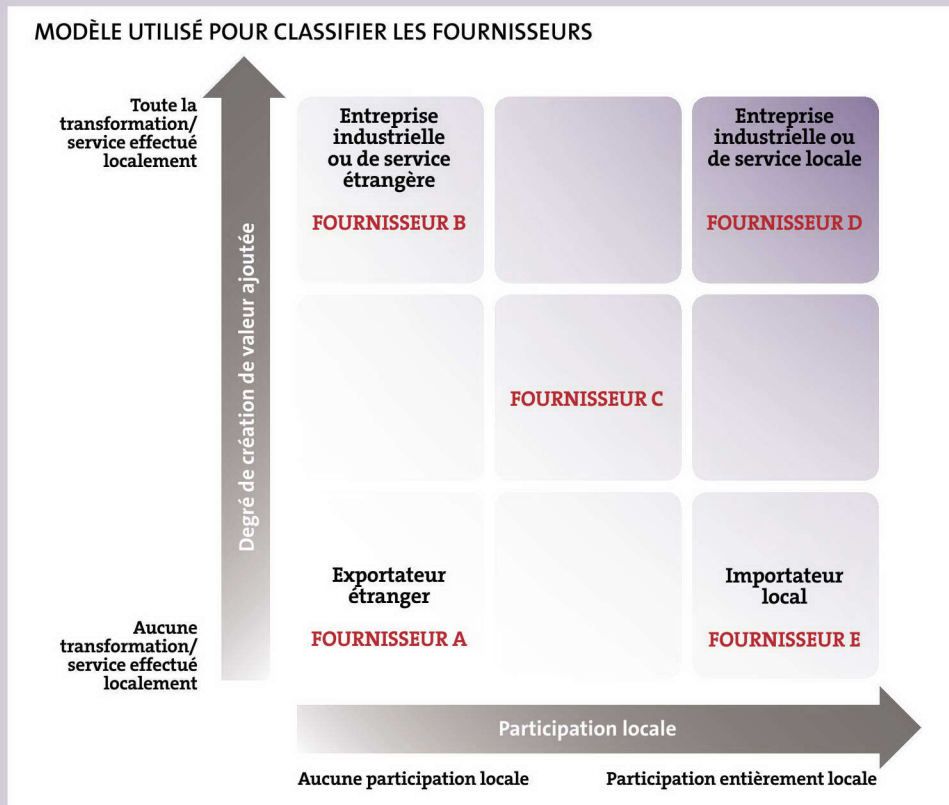 MODÈLE UTILISÉ POUR CLASSIFIER LES FOURNISSEURS
Toute la
transformation/
service effectué
localement
Degré de création de valeur ajoutée
Aucune
transformation/
service effectué
localement
Entreprise
industrielle
ou de service
étrangère
FOURNISSEUR B
Entreprise
industrielle ou
de service locale
FOURNISSEUR D
FOURNISSEUR C
Exportateur
étranger
FOURNISSEUR A
Importateur
local
FOURNISSEUR E
Participation locale
Aucune participation locale
Participation entièrement locale